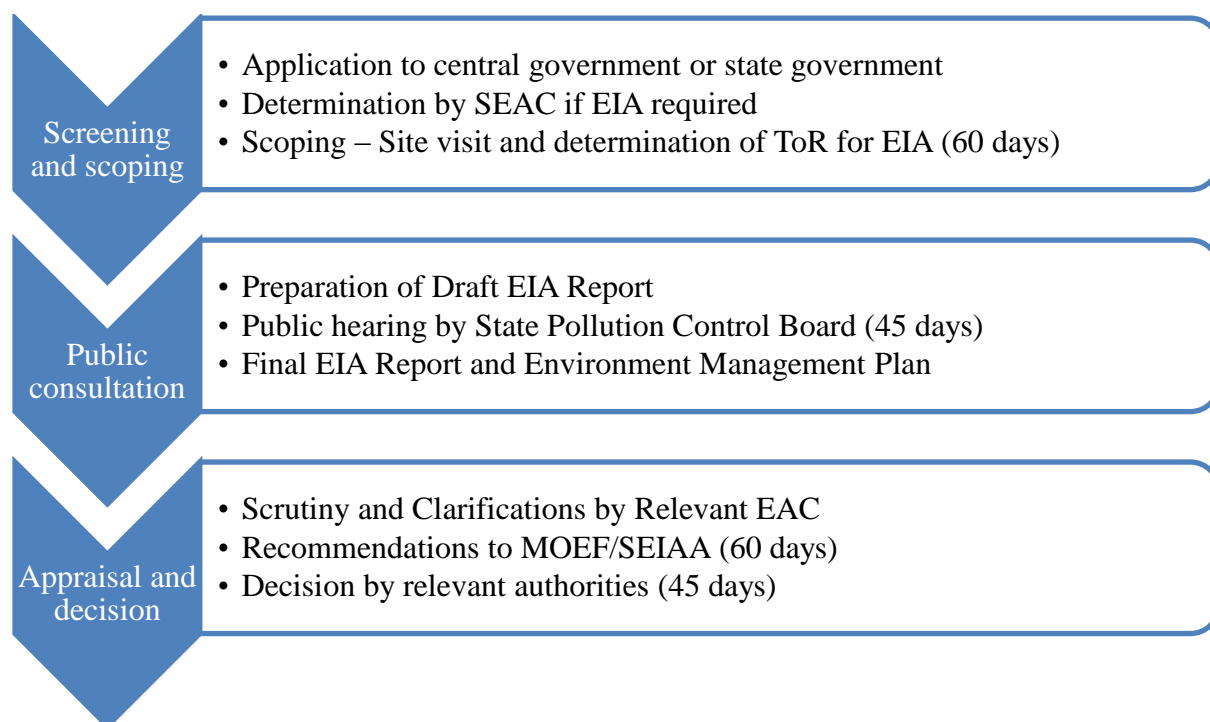 Screening
and scoping
• Application to central government or state government
• Determination by SEAC if EIA required
• Scoping – Site visit and determination of ToR for EIA (60 days)
Public
consultation
• Preparation of Draft EIA Report
• Public hearing by State Pollution Control Board (45 days)
• Final EIA Report and Environment Management Plan
Appraisal and
decision
• Scrutiny and Clarifications by Relevant EAC
• Recommendations to MOEF/SEIAA (60 days)
• Decision by relevant authorities (45 days)